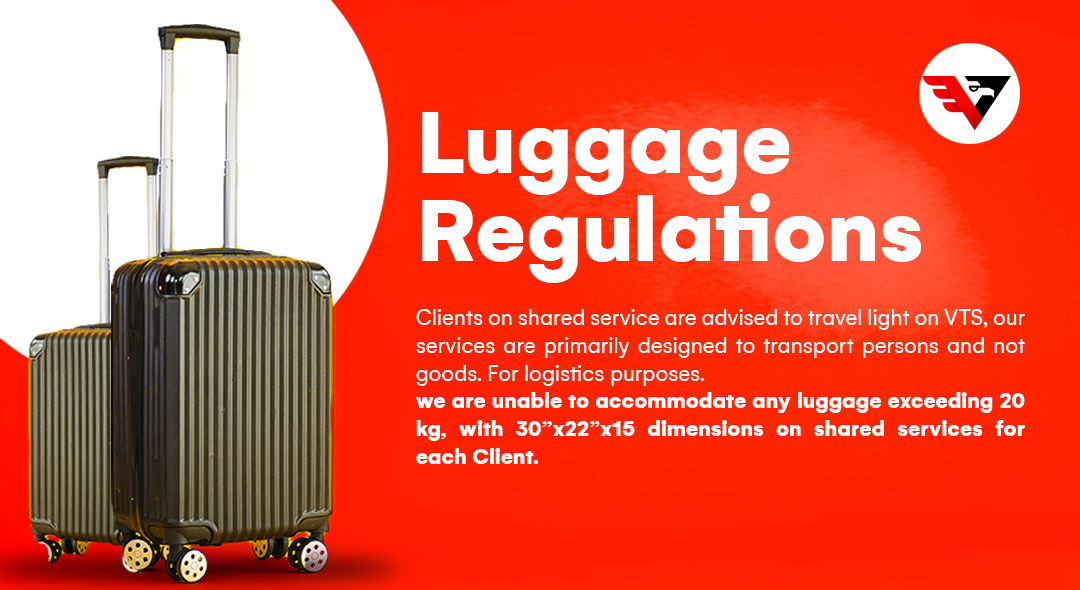 Luggage
Regulations
Clients on shared service are advised to travel light on VTS, our
services are primarily designed to transport persons and not
goods. For logistics purposes.
we are unable to accommodate any luggage exceeding 20
kg, with 30”x22”x15 dimensions on shared services for
each Client.